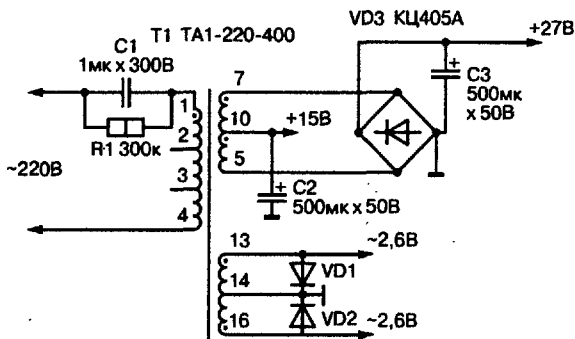 C1
1мк x 300В
T1 ТА1-220-400
VD3 КЦ405А
+27В
C3
500мк
x 50В
+
1
R1 300к
2
3
4
~220В
7
10
5
+15В
+
C2
500мк x 50В
13
14
16
VD1
VD2
~2,6В
~2,6В